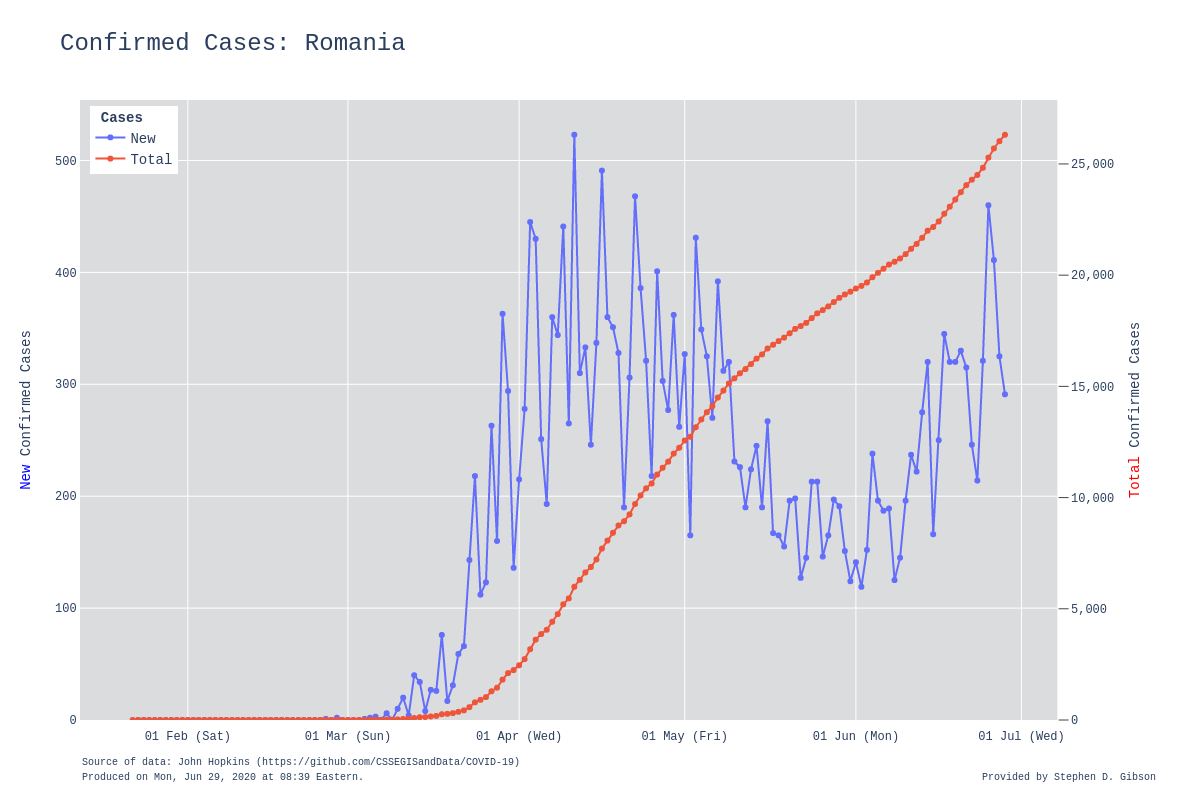 Confirmed Cases: Romania
Cases
New
Total
500
400
300
200
100
0
25,000
20,000
15,000
10,000
5,000
0
New Confirmed Cases
Total Confirmed Cases
01 Feb (Sat)
01 Mar (Sun)
01 Apr (Wed)
01 May (Fri)
01 Jun (Mon)
01 Jul (Wed)
Source of data: John Hopkins (https://github.com/CSSEGISandData/COVID-19)
Produced on Mon, Jun 29, 2020 at 08:39 Eastern.
Provided by Stephen D. Gibson